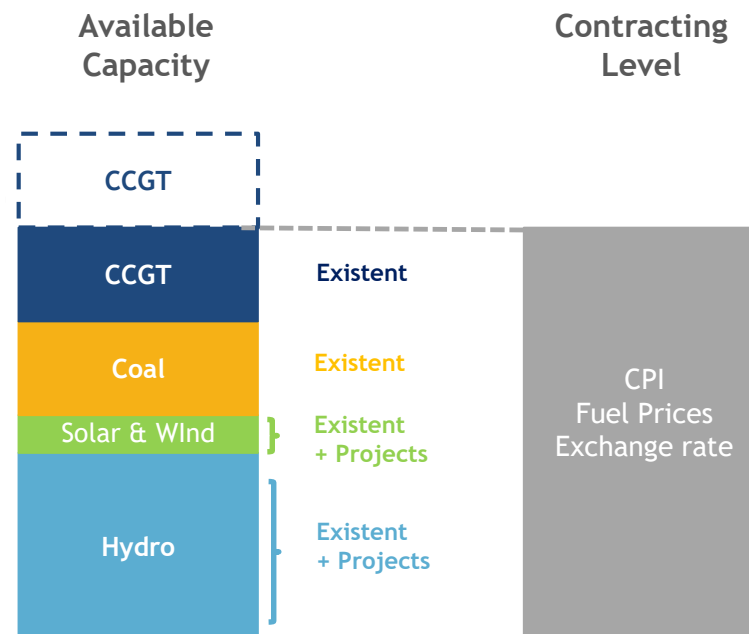 Available
Capacity
Contracting
Level
CCGT
CCGT
Existent
Coal
Existent
Solar & WInd
Existent
+ Projects
Hydro
Existent
+ Projects
CPI
Fuel Prices
Exchange rate